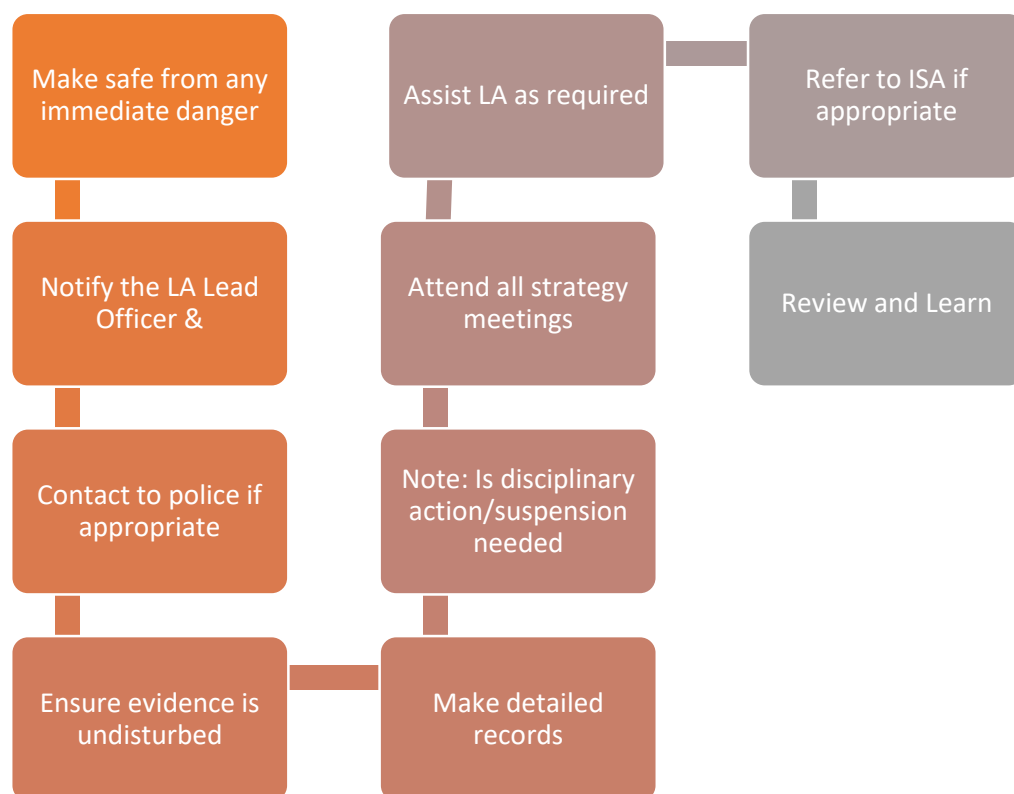 Make safe from any
immediate danger
Notify the LA Lead
Officer &
Contact to police if
appropriate
Ensure evidence is
undisturbed
Make detailed
records
Note: Is disciplinary
action/suspension
needed
Attend all strategy
meetings
Assist LA as required
Refer to ISA if
appropriate
Review and Learn